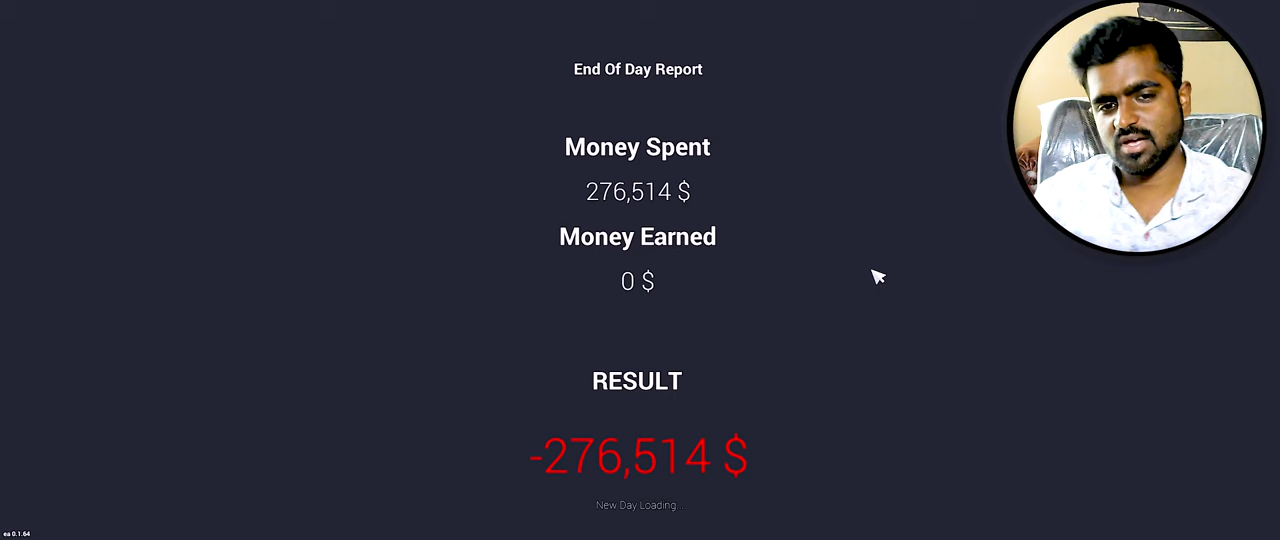 End Of Day Report
Money Spent
276,514 $
Money Earned
0 $
RESULT
-276,514 $
New Day Loading...
ea 0.1.64